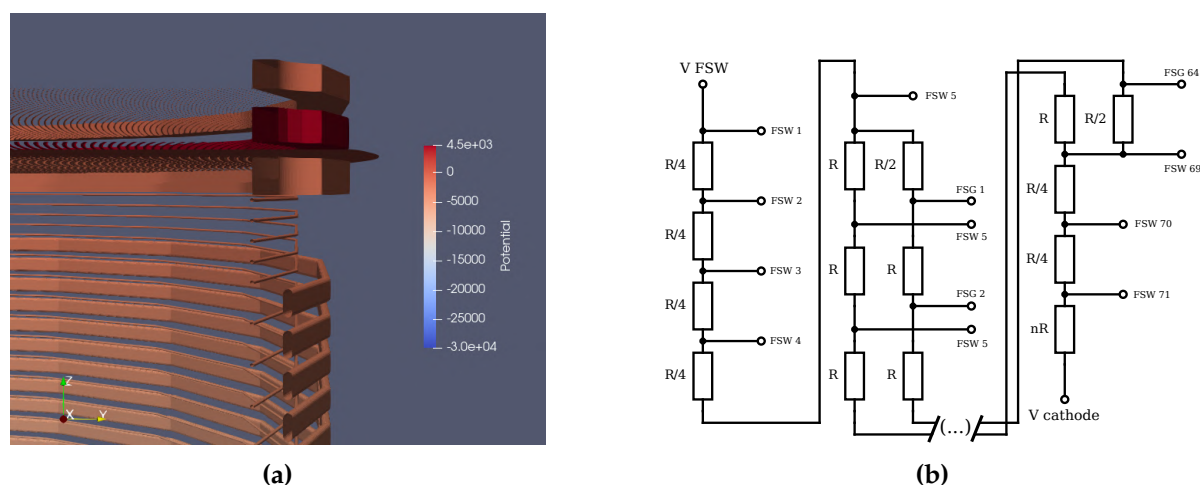 4.5e+03
0
-5000
-10000
-15000
-20000
-25000
-3.0e+04
Potential
Z
X
Y
(a)
V FSW
FSW 1
R/4
FSW 2
R/4
FSW 3
R/4
FSW 4
R/4
FSW 5
R
R/2
FSG 1
FSW 5
R
R
FSG 2
FSW 5
R
R
(...)
FSG 64
R
R/2
FSW 69
R/4
FSW 70
R/4
FSW 71
nR
V cathode
(b)